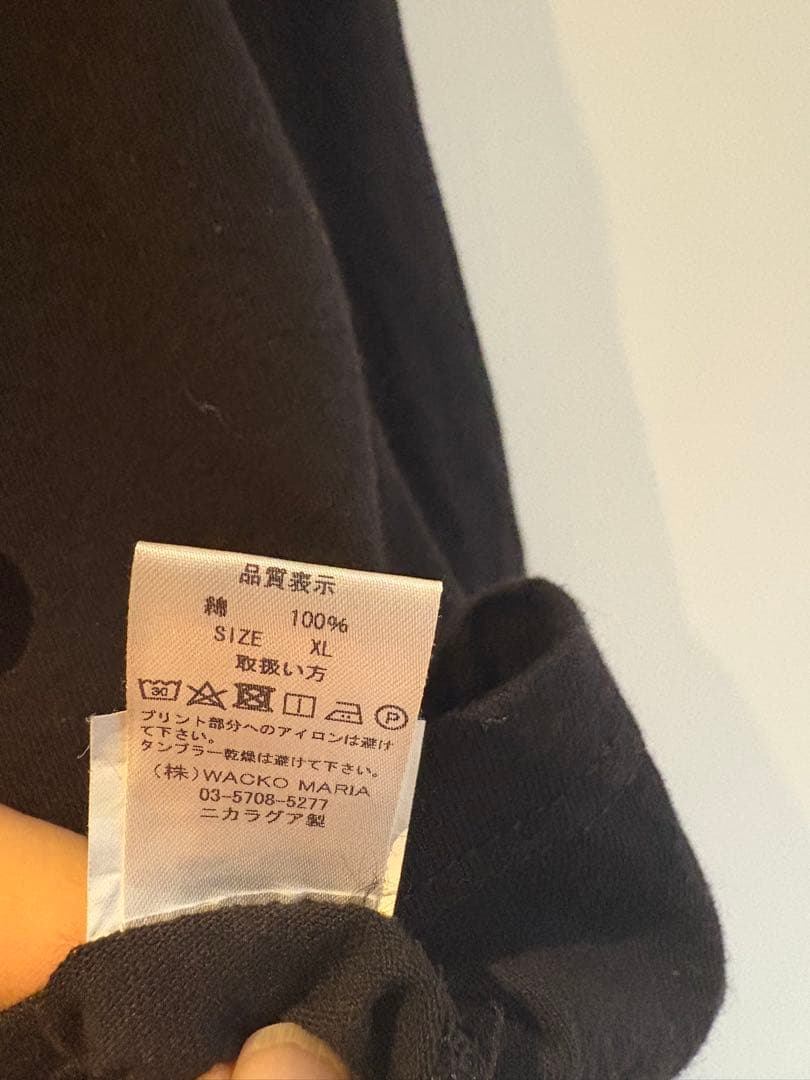 品質表示
綿 100%
SIZE XL
取扱い方
30 P
プリント部分へのアイロンは避け
て下さい。
タンブラー乾燥は避けて下さい。
(株)WACKO MARIA
03-5708-5277
ニカラグア製